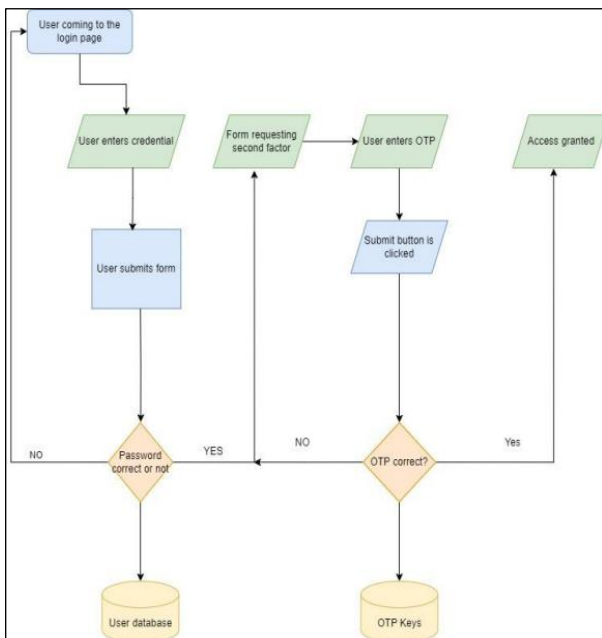 User coming to the
login page
User enters credential
Form requesting
second factor
User enters OTP
Access granted
User submits form
Submit button is
clicked
NO
Password
correct or not
YES
NO
OTP correct?
Yes
User database
OTP Keys